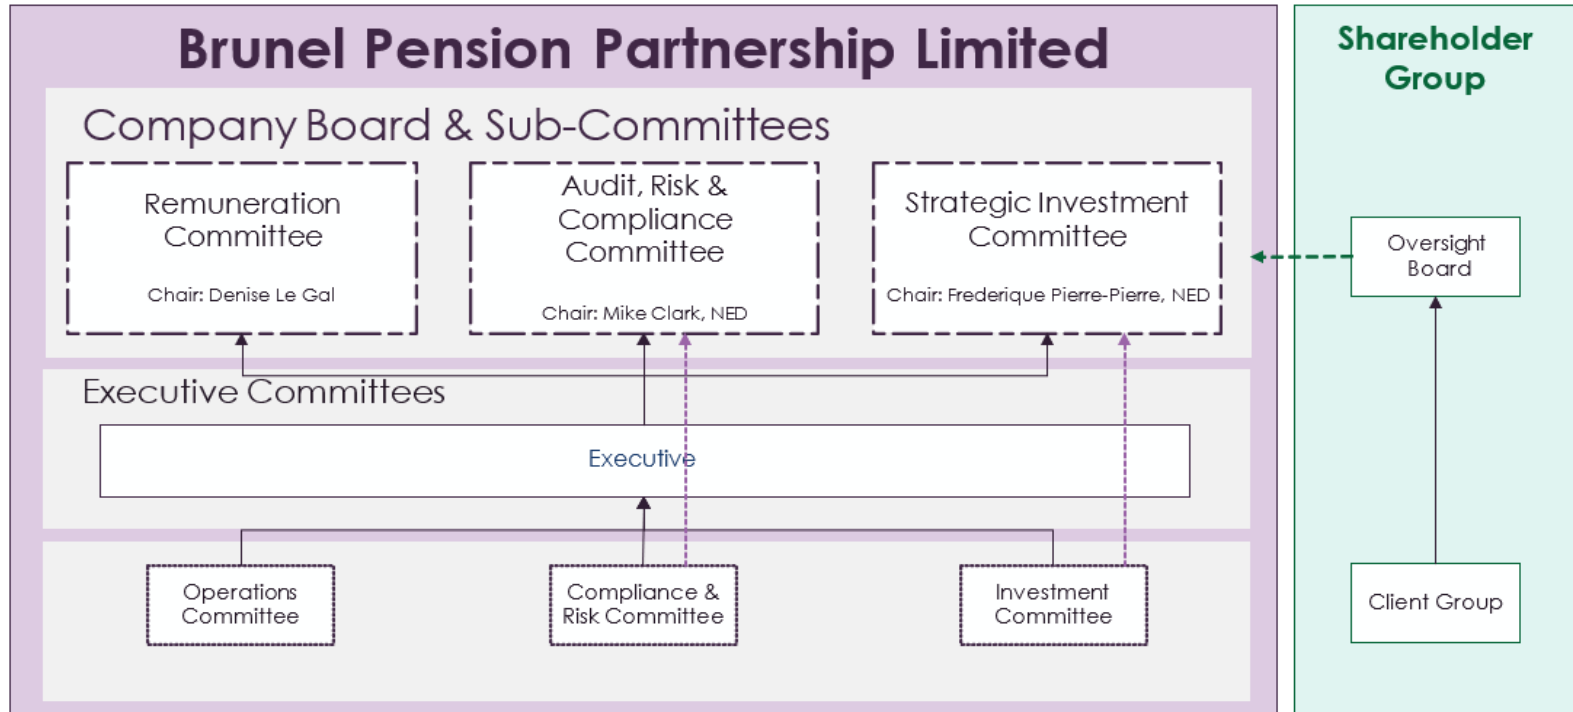 Brunel Pension Partnership Limited
Company Board & Sub-Committees
Remuneration
Committee
Chair: Denise Le Gal
Audit, Risk &
Compliance
Committee
Chair: Mike Clark, NED
Strategic Investment
Committee
Chair: Frederique Pierre-Pierre, NED
Executive Committees
Executive
Operations
Committee
Compliance &
Risk Committee
Investment
Committee
Shareholder
Group
Oversight
Board
Client Group